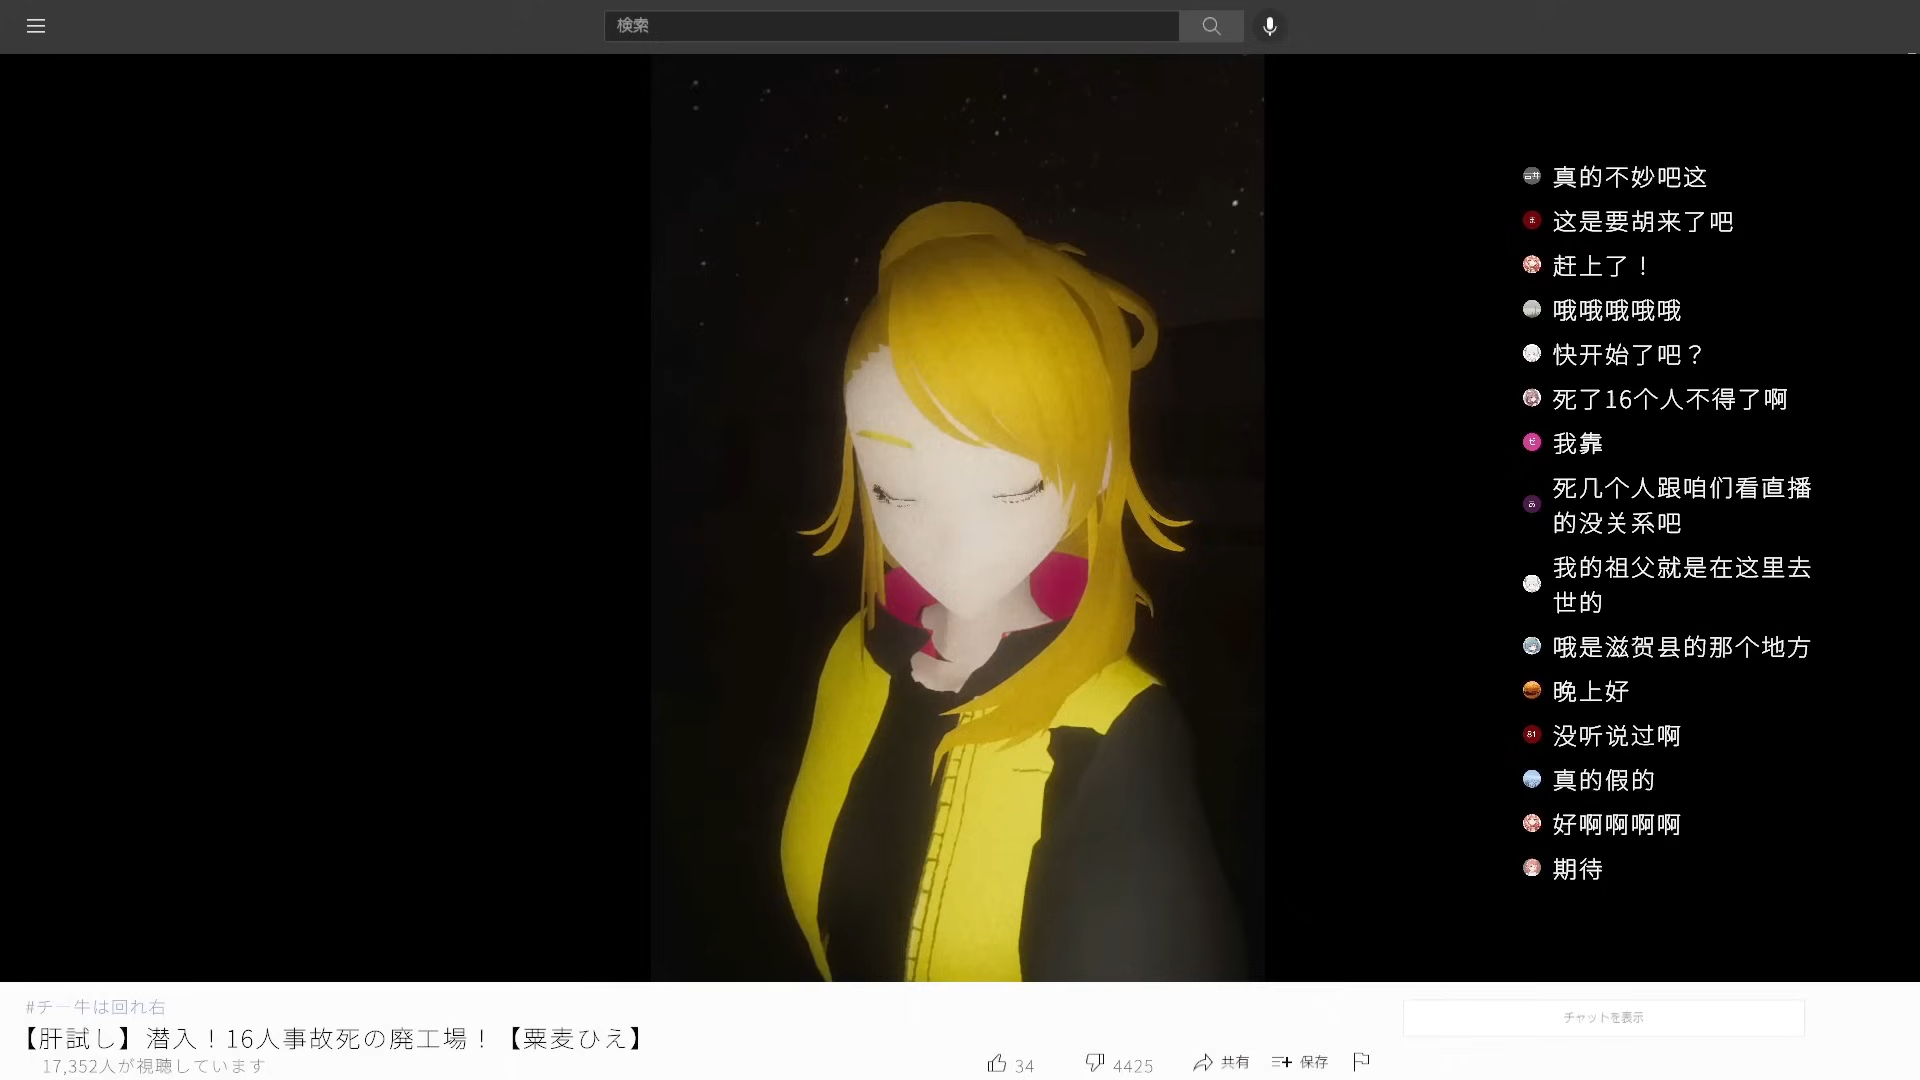 検索
真的不妙吧这
这是要胡来了吧
赶上了！
哦哦哦哦哦
快开始了吧？
死了16个人不得了啊
我靠
死几个人跟咱们看直播
的没关系吧
我的祖父就是在这里去
世的
哦是滋贺县的那个地方
晚上好
没听说过啊
真的假的
好啊啊啊啊
期待
#チー牛は回れ右
【肝試し】潜入！16人事故死の廃工場！【粟麦ひえ】
17,352人が視聴しています
34
4425
共有
保存
チャットを表示